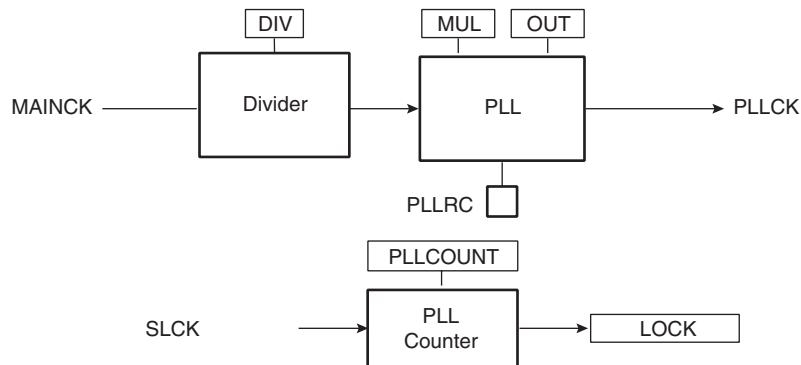 DIV
MUL
OUT
MAINCK
Divider
PLL
PLLCK
PLLRC
PLLCOUNT
SLCK
PLL
Counter
LOCK